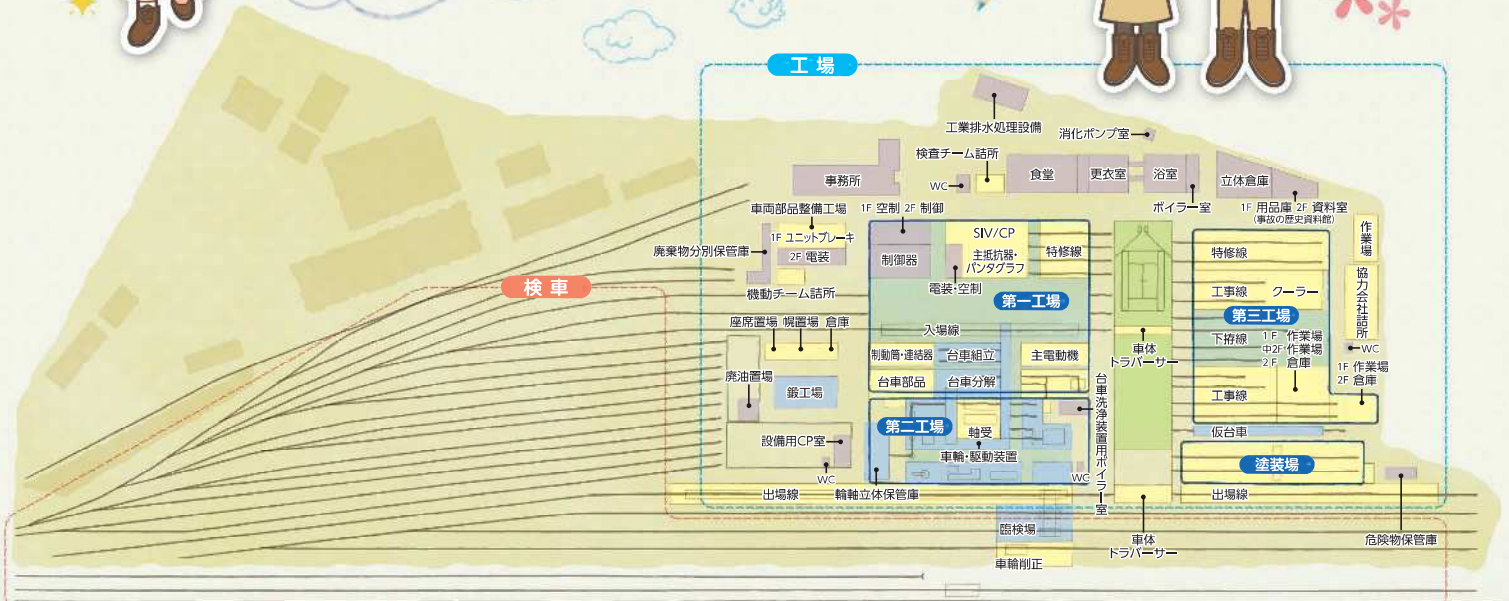 工場
工業排水処理設備
消化ポンプ室
検査チーム詰所
事務所
WC
食堂
更衣室
浴室
立体倉庫
ボイラー室
1F 用品庫 2F 資料室
(事故の歴史資料館)
車両部品整備工場
1F 空制 2F 制御
1F ユニットブレーキ
2F 電装
廃棄物分別保管庫
機動チーム詰所
制御器
SIV/CP
主抵抗器・
パンタグラフ
特修線
電装・空制
第一工場
特修線
作業場
工事線
クーラー
協力会社詰所
検車
座席置場
幌置場
倉庫
入場線
第三工場
下拵線
1F 作業場
中2F 作業場
2F 倉庫
WC
車体
トラバーサー
制動筒・連結器
台車組立
主電動機
廃油置場
鍛工場
台車部品
台車分解
台車洗浄装置用ボイラー室
1F 作業場
2F 倉庫
工事線
第二工場
軸受
仮台車
設備用CP室
車輪・駆動装置
WC
WC
塗装場
出場線
輪軸立体保管庫
出場線
臨検場
車体
トラバーサー
危険物保管庫
車輪削正